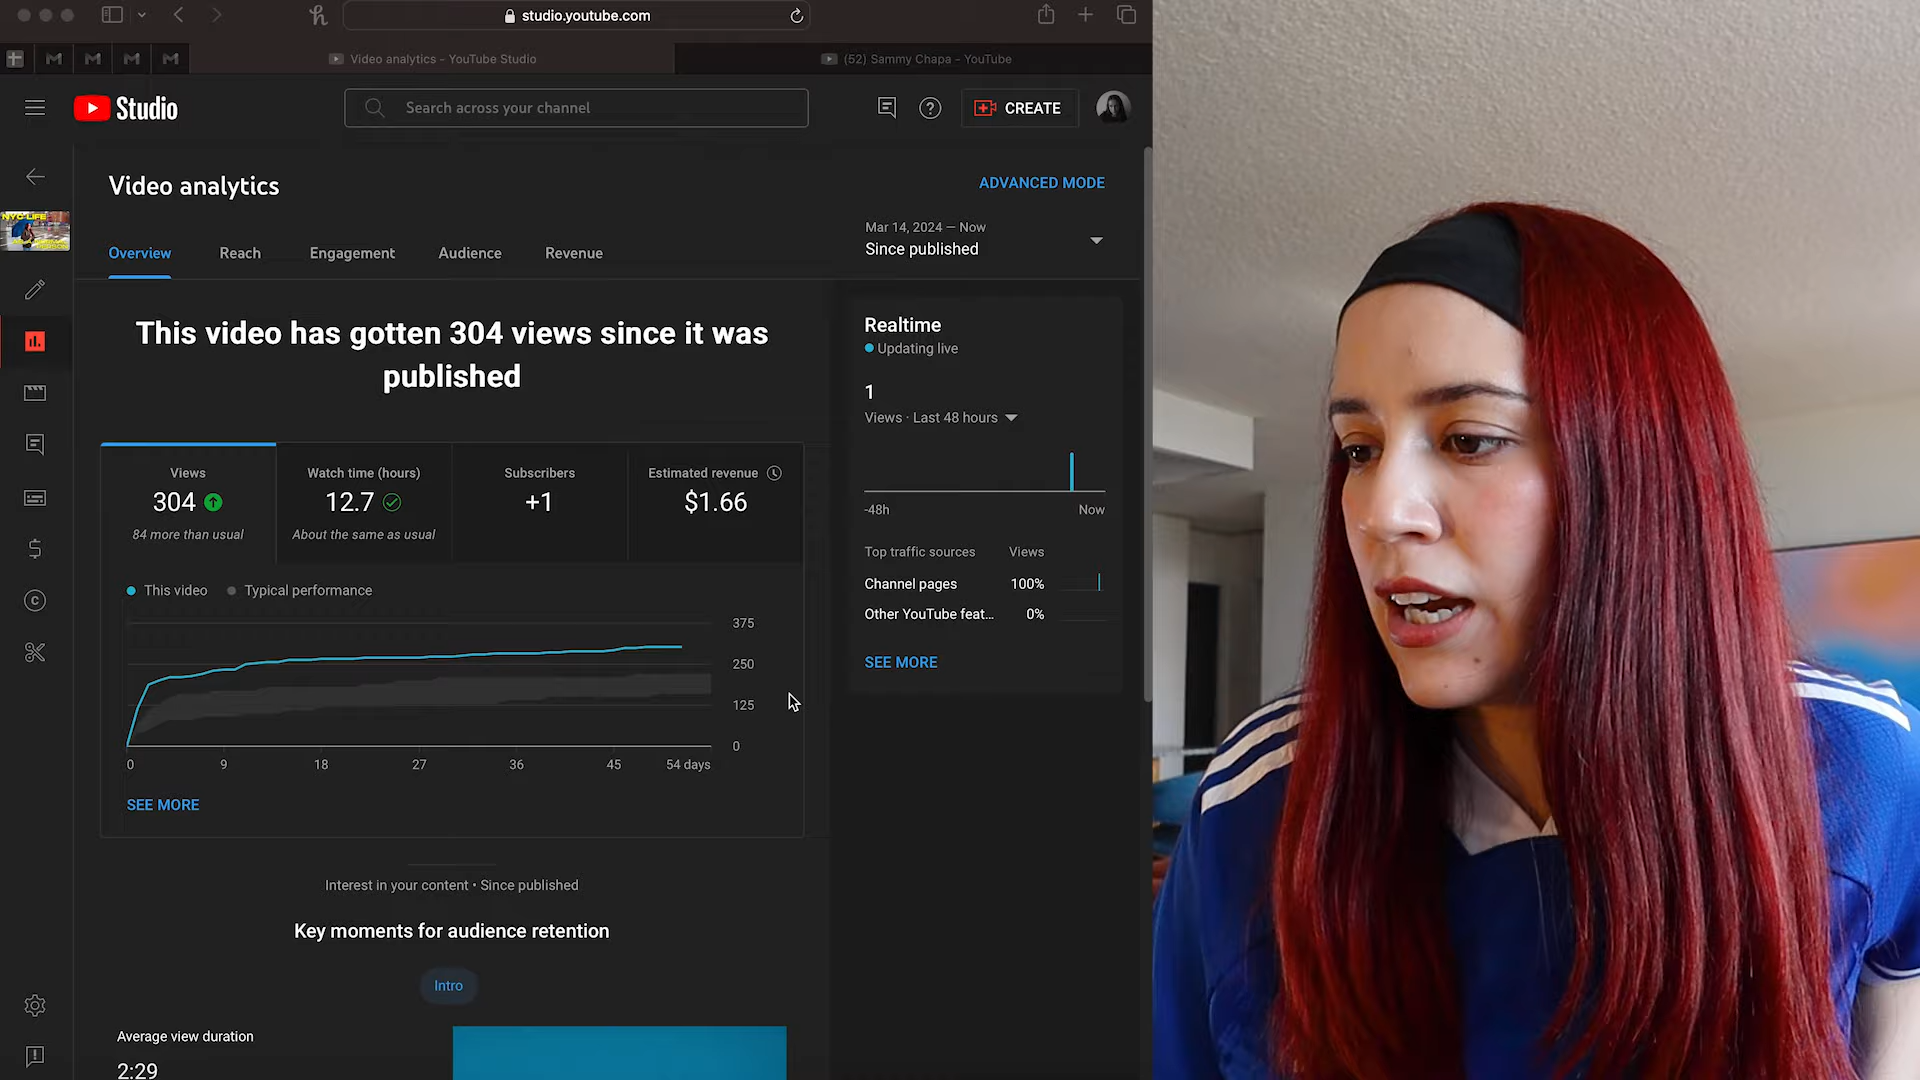 studio.youtube.com
Video analytics - YouTube Studio
(52) Sammy Chapa - YouTube
Studio
Search across your channel
CREATE
Video analytics
ADVANCED MODE
Mar 14, 2024 – Now
Since published
Overview
Reach
Engagement
Audience
Revenue
NYC LIFE
This video has gotten 304 views since it was
published
Views
304
84 more than usual
Watch time (hours)
12.7
About the same as usual
Subscribers
+1
Estimated revenue
$1.66
This video
Typical performance
375
250
125
0
0
9
18
27
36
45
54 days
SEE MORE
Realtime
Updating live
1
Views · Last 48 hours
-48h
Now
Top traffic sources
Views
Channel pages
100%
Other YouTube feat...
0%
SEE MORE
Interest in your content • Since published
Key moments for audience retention
Intro
Average view duration
2:29